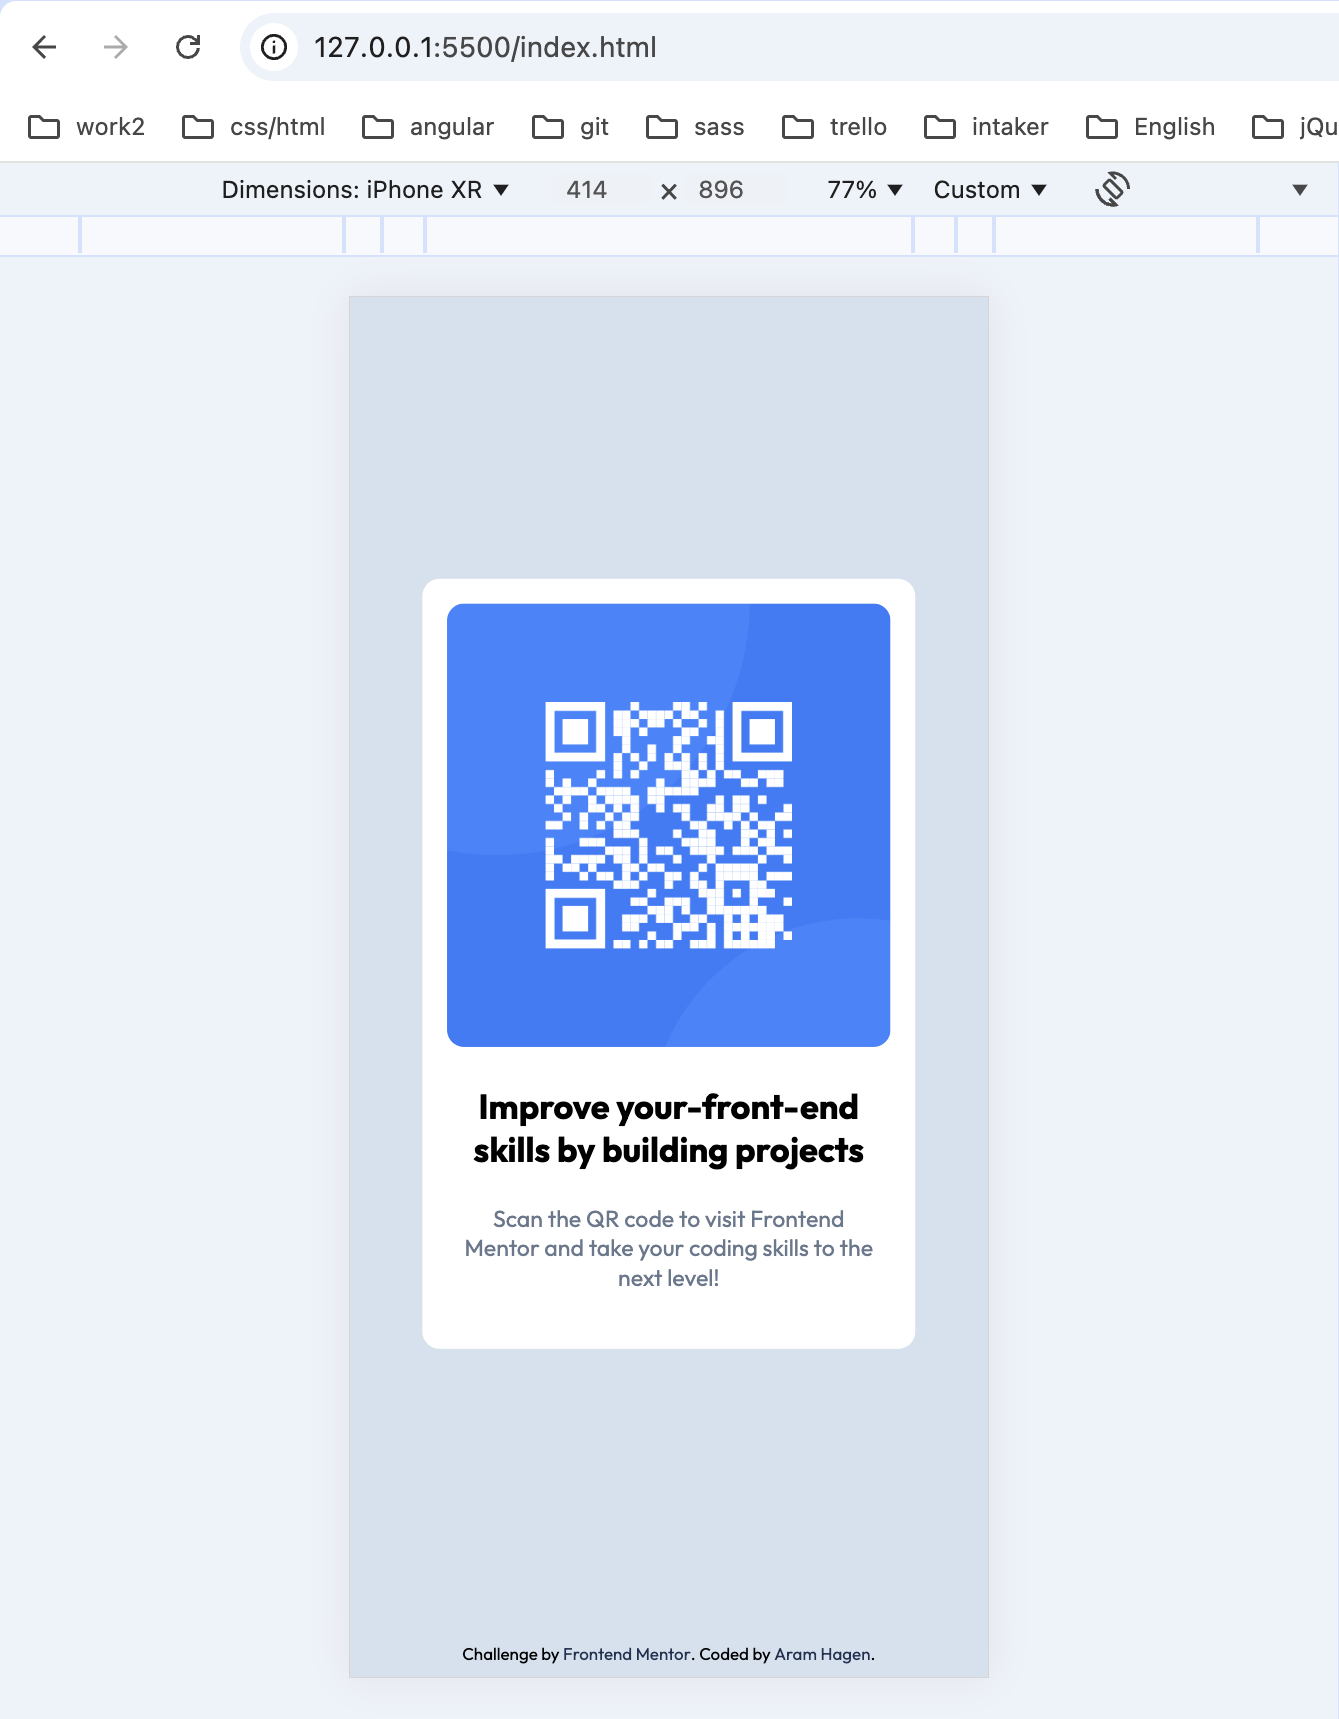 127.0.0.1:5500/index.html
work2 css/html angular git sass trello intaker English jQu
Dimensions: iPhone XR 414 × 896 77% Custom
Improve your-front-end
skills by building projects
Scan the QR code to visit Frontend
Mentor and take your coding skills to the
next level!
Challenge by Frontend Mentor. Coded by Aram Hagen.